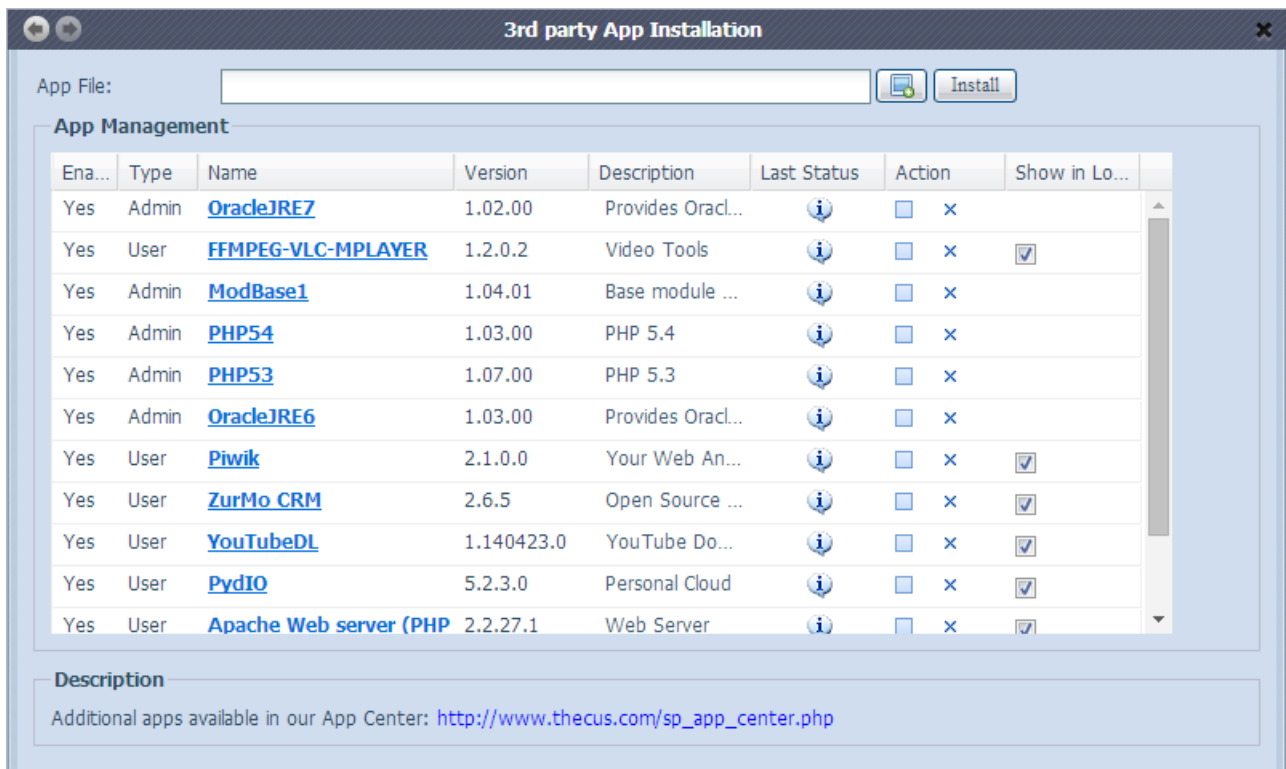 3rd party App Installation
App File: Install
App Management
Ena... Type Name Version Description Last Status Action Show in Lo...
Yes Admin OracleJRE7 1.02.00 Provides Oracl...
Yes User FFMPEG-VLC-MPLAYER 1.2.0.2 Video Tools
Yes Admin ModBase1 1.04.01 Base module ...
Yes Admin PHP54 1.03.00 PHP 5.4
Yes Admin PHP53 1.07.00 PHP 5.3
Yes Admin OracleJRE6 1.03.00 Provides Oracl...
Yes User Piwik 2.1.0.0 Your Web An...
Yes User ZurMo CRM 2.6.5 Open Source ...
Yes User YouTubeDL 1.140423.0 YouTube Do...
Yes User PydIO 5.2.3.0 Personal Cloud
Yes User Apache Web server (PHP 2.2.27.1 Web Server
Description
Additional apps available in our App Center: http://www.thecus.com/sp_app_center.php